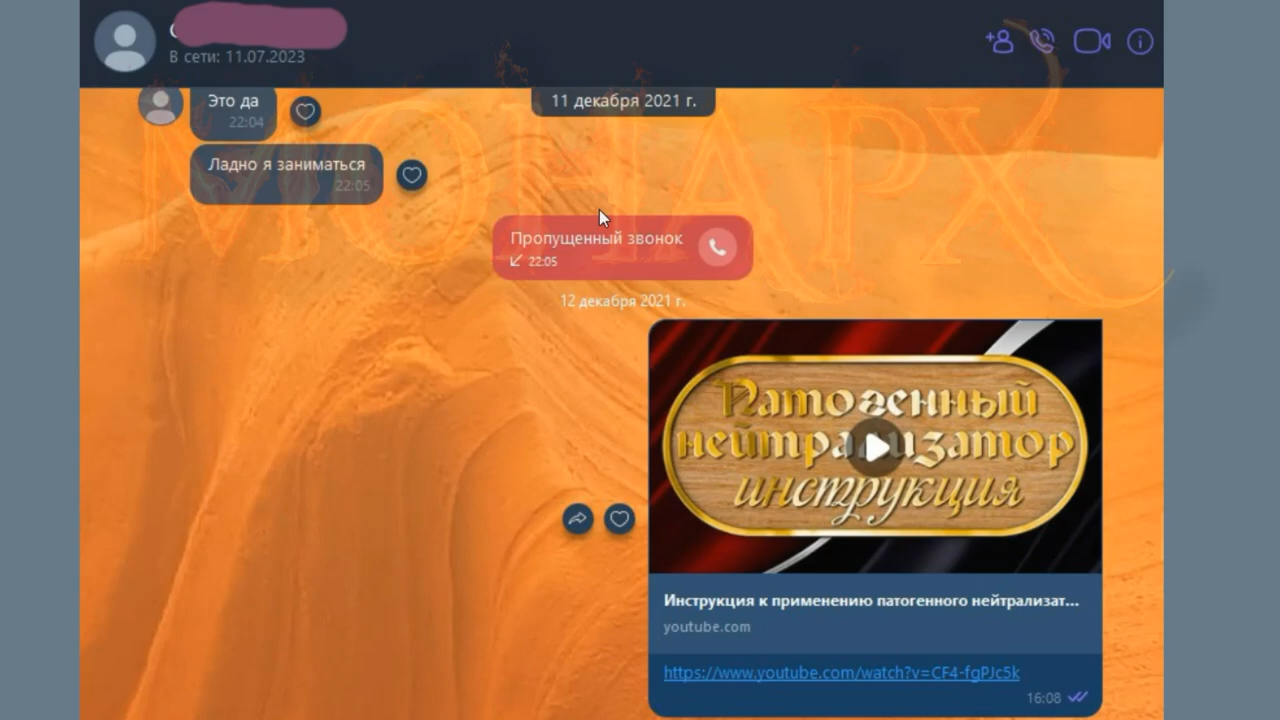 В сети: 11.07.2023
11 декабря 2021 г.
Это да
22:04
Ладно я заниматься
22:05
МОНАРХ
Пропущенный звонок
22:05
12 декабря 2021 г.
Патогенный
нейтрализатор
инструкция
Инструкция к применению патогенного нейтрализат...
youtube.com
https://www.youtube.com/watch?v=CF4-fgPJc5k
16:08